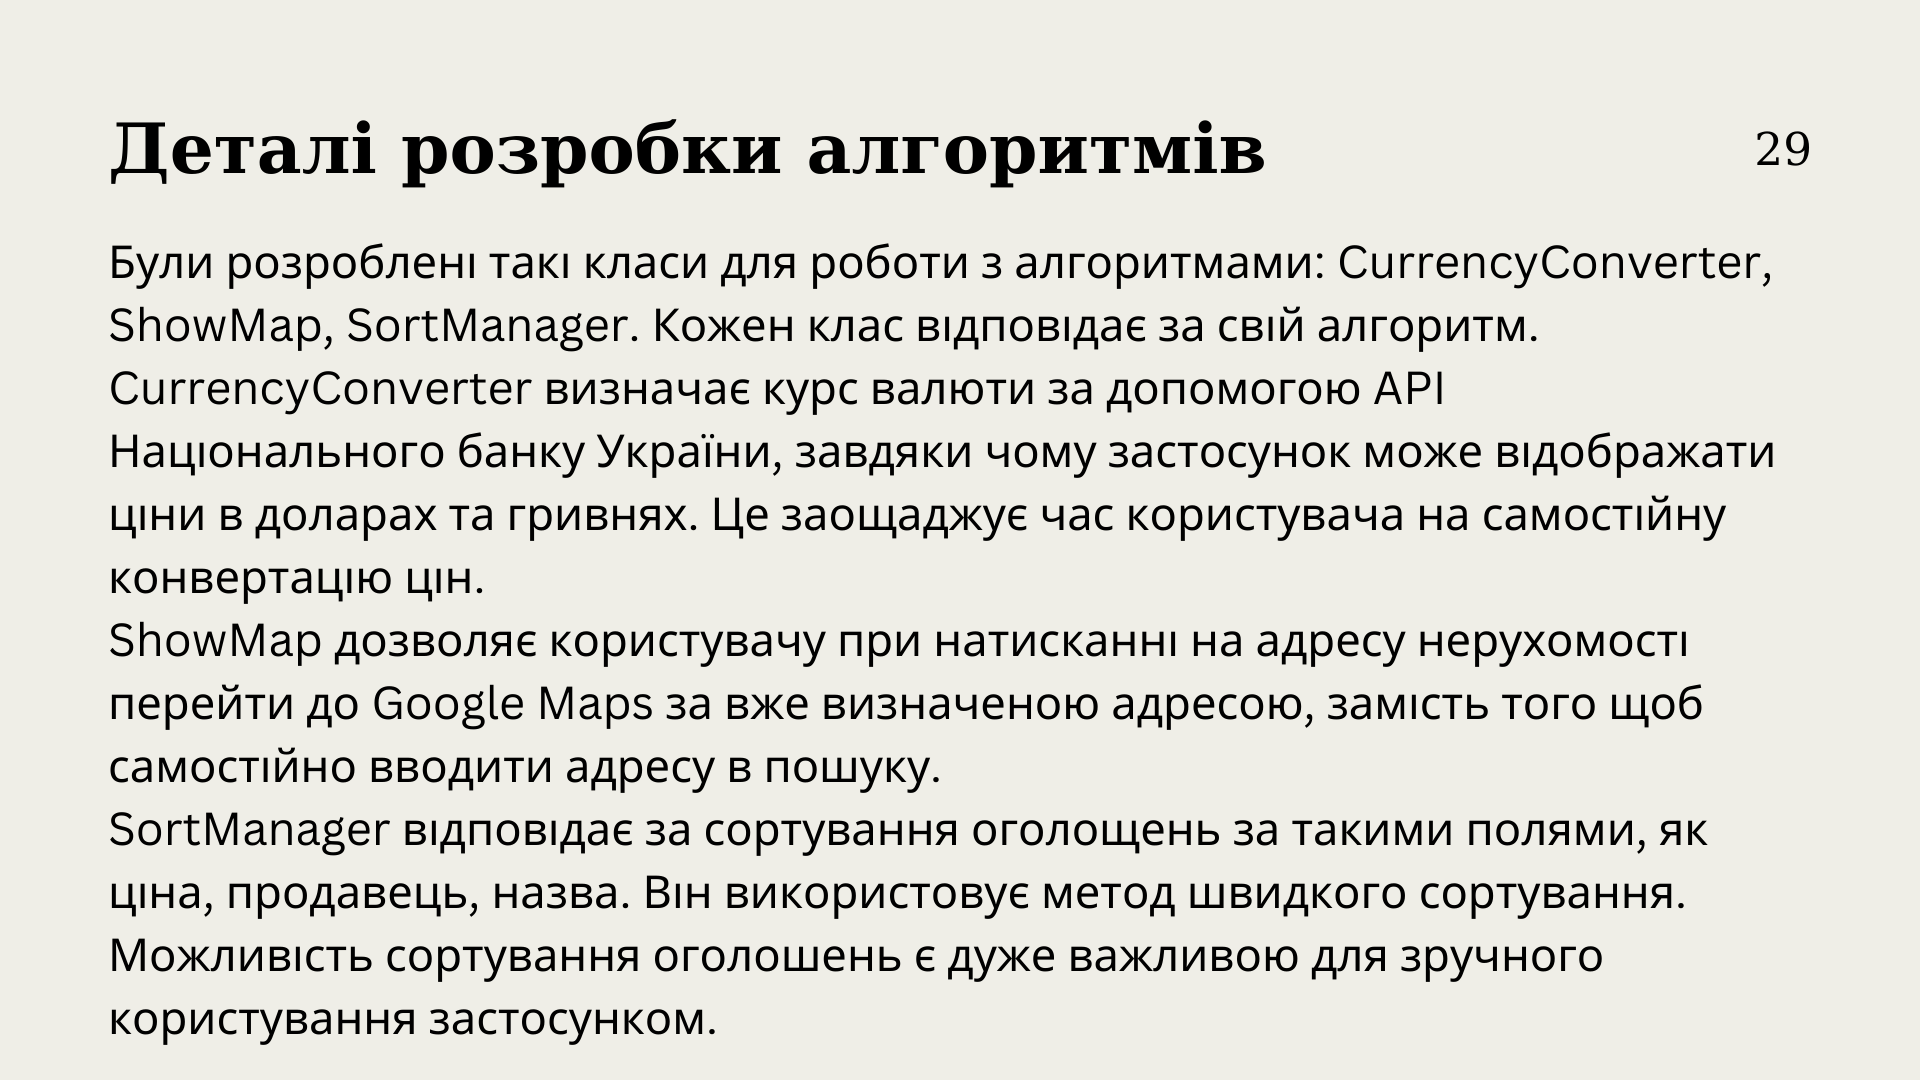 Деталі розробки алгоритмів
29
Були розроблені такі класи для роботи з алгоритмами: CurrencyConverter,
ShowMap, SortManager. Кожен клас відповідає за свій алгоритм.
CurrencyConverter визначає курс валюти за допомогою API
Національного банку України, завдяки чому застосунок може відображати
ціни в доларах та гривнях. Це заощаджує час користувача на самостійну
конвертацію цін.
ShowMap дозволяє користувачу при натисканні на адресу нерухомості
перейти до Google Maps за вже визначеною адресою, замість того щоб
самостійно вводити адресу в пошуку.
SortManager відповідає за сортування оголощень за такими полями, як
ціна, продавець, назва. Він використовує метод швидкого сортування.
Можливість сортування оголошень є дуже важливою для зручного
користування застосунком.